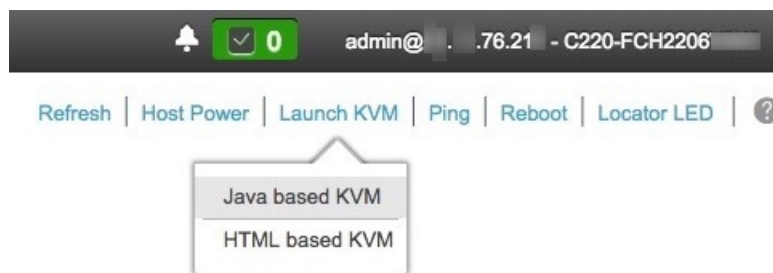 0 admin@ . .76.21 - C220-FCH2206
Refresh | Host Power | Launch KVM | Ping | Reboot | Locator LED | ?
Java based KVM
HTML based KVM